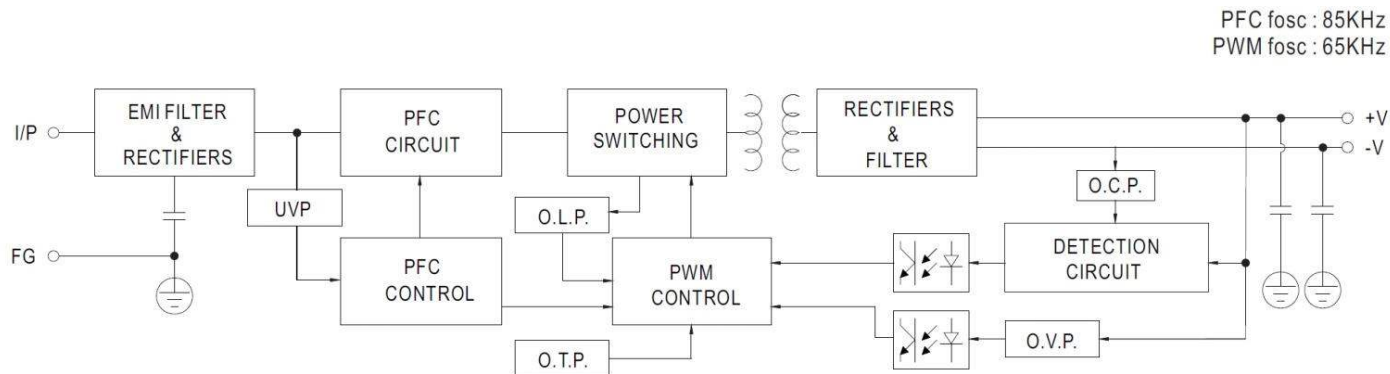 PFC fosc : 85KHz
PWM fosc : 65KHz
I/P
EMI FILTER
&
RECTIFIERS
PFC
CIRCUIT
POWER
SWITCHING
RECTIFIERS
&
FILTER
+V
-V
UVP
O.L.P.
O.C.P.
FG
PFC
CONTROL
PWM
CONTROL
DETECTION
CIRCUIT
O.T.P.
O.V.P.